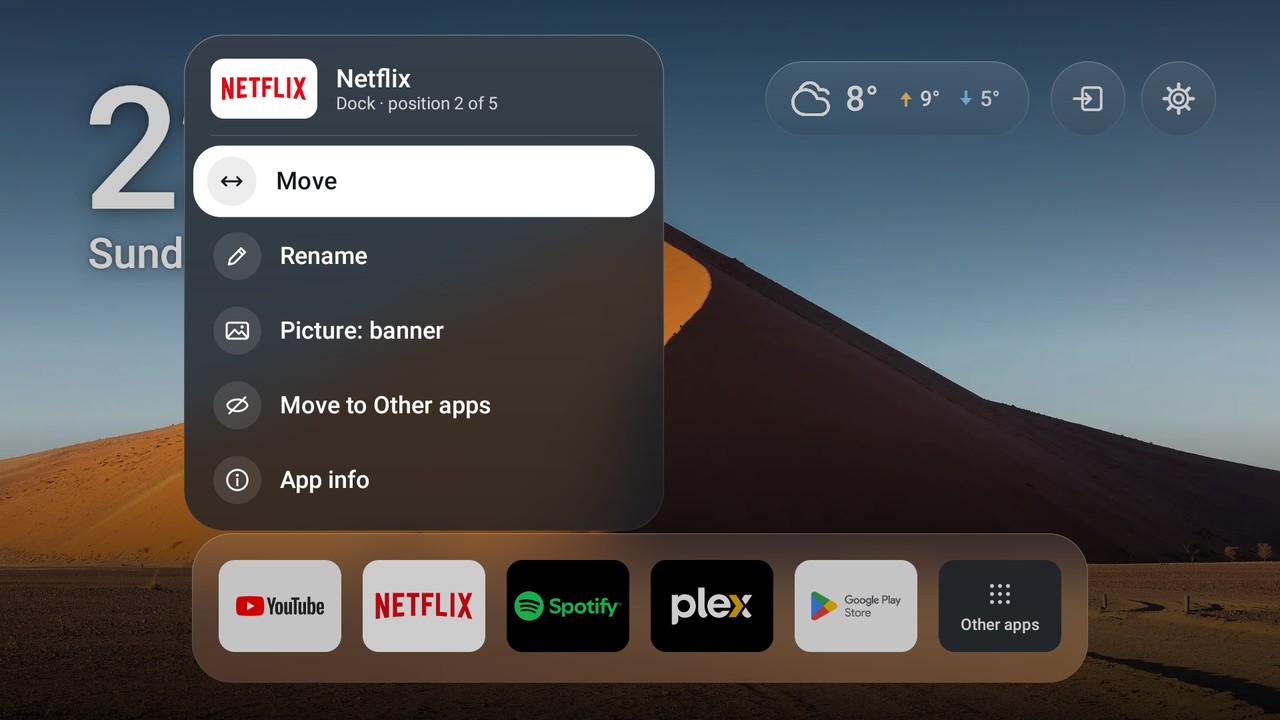 NETFLIX
Netflix
Dock · position 2 of 5
8° 9° 5°
2
Sund
Move
Rename
Picture: banner
Move to Other apps
App info
YouTube
NETFLIX
Spotify
plex
Google Play
Store
Other apps